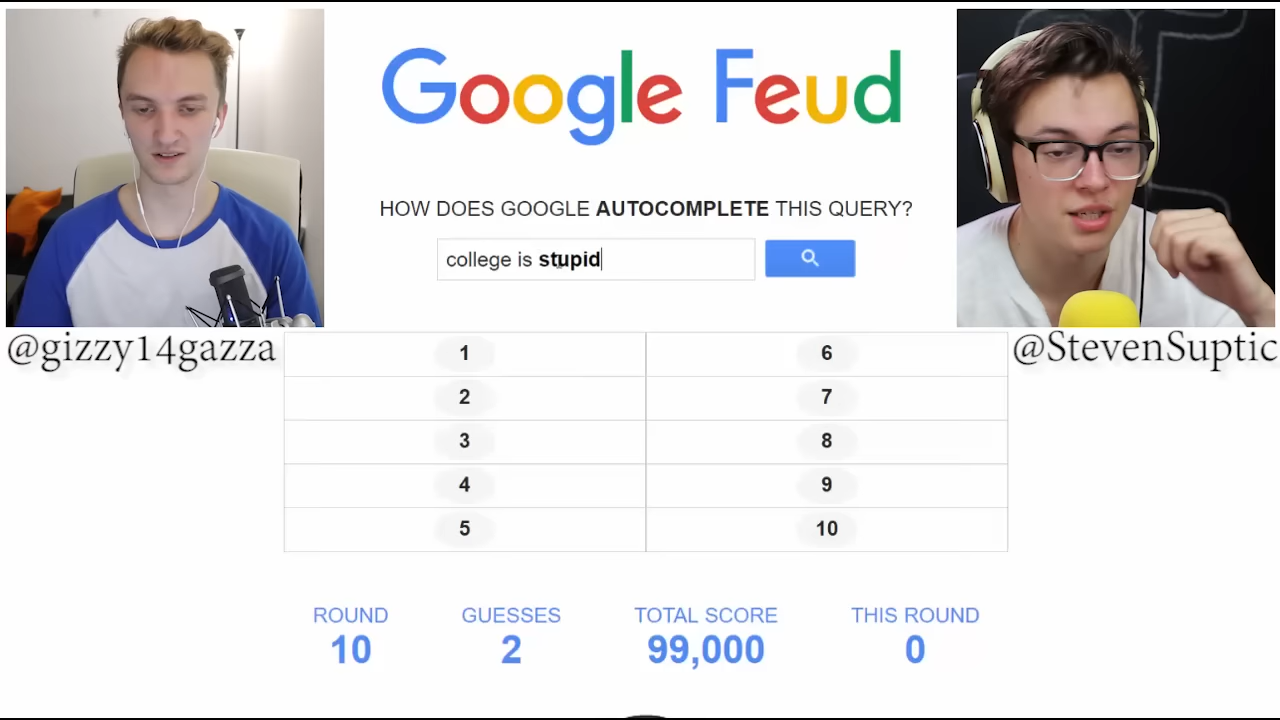 Google Feud
HOW DOES GOOGLE AUTOCOMPLETE THIS QUERY?
college is stupid
@gizzy14gazza
@StevenSuptic
1 6
2 7
3 8
4 9
5 10
ROUND GUESSES TOTAL SCORE THIS ROUND
10 2 99,000 0